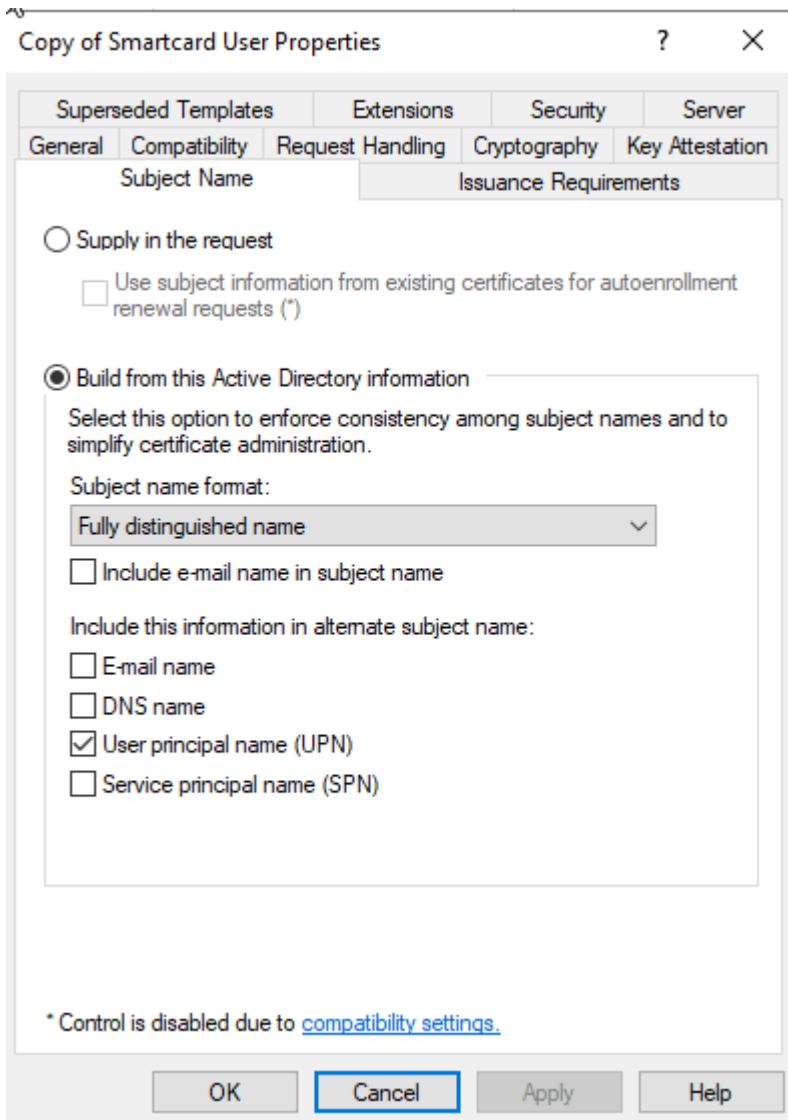 Copy of Smartcard User Properties
?
Superseded Templates
Extensions
Security
Server
General
Compatibility
Request Handling
Cryptography
Key Attestation
Subject Name
Issuance Requirements
Supply in the request
Use subject information from existing certificates for autoenrollment
renewal requests (*)
Build from this Active Directory information
Select this option to enforce consistency among subject names and to
simplify certificate administration.
Subject name format:
Fully distinguished name
Include e-mail name in subject name
Include this information in alternate subject name:
E-mail name
DNS name
User principal name (UPN)
Service principal name (SPN)
* Control is disabled due to compatibility settings.
OK
Cancel
Apply
Help